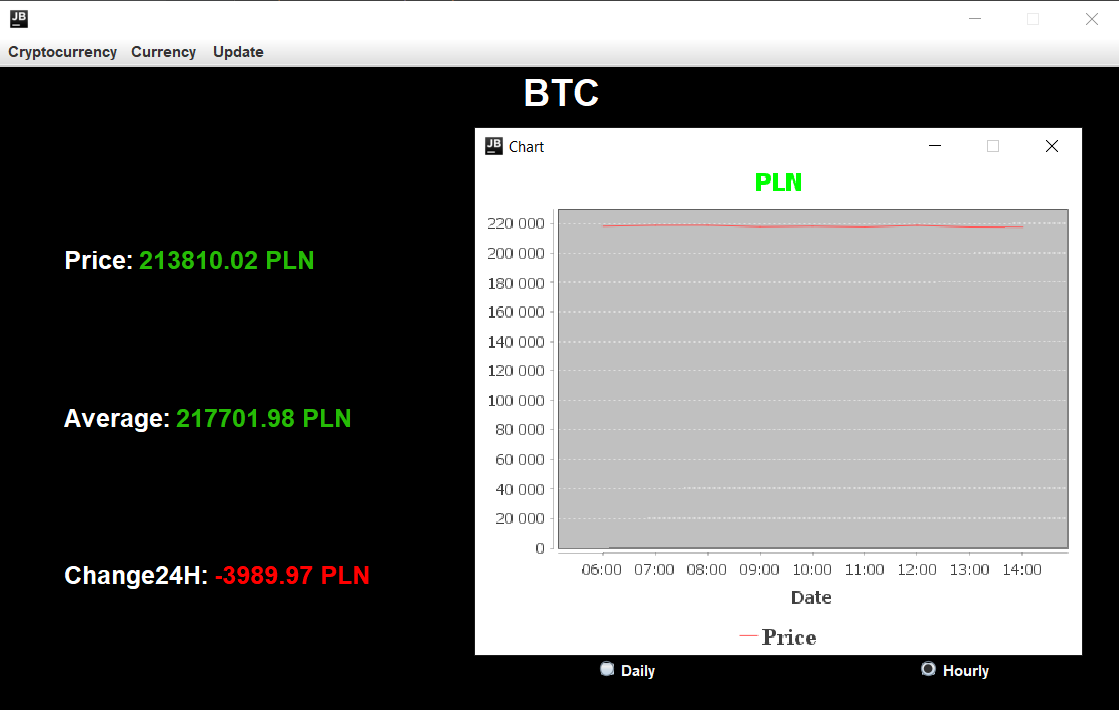 JB
Cryptocurrency Currency Update
BTC
JB Chart
PLN
Price: 213810.02 PLN
Average: 217701.98 PLN
Change24H: -3989.97 PLN
220 000
200 000
180 000
160 000
140 000
120 000
100 000
80 000
60 000
40 000
20 000
0
06:00 07:00 08:00 09:00 10:00 11:00 12:00 13:00 14:00
Date
Price
Daily Hourly